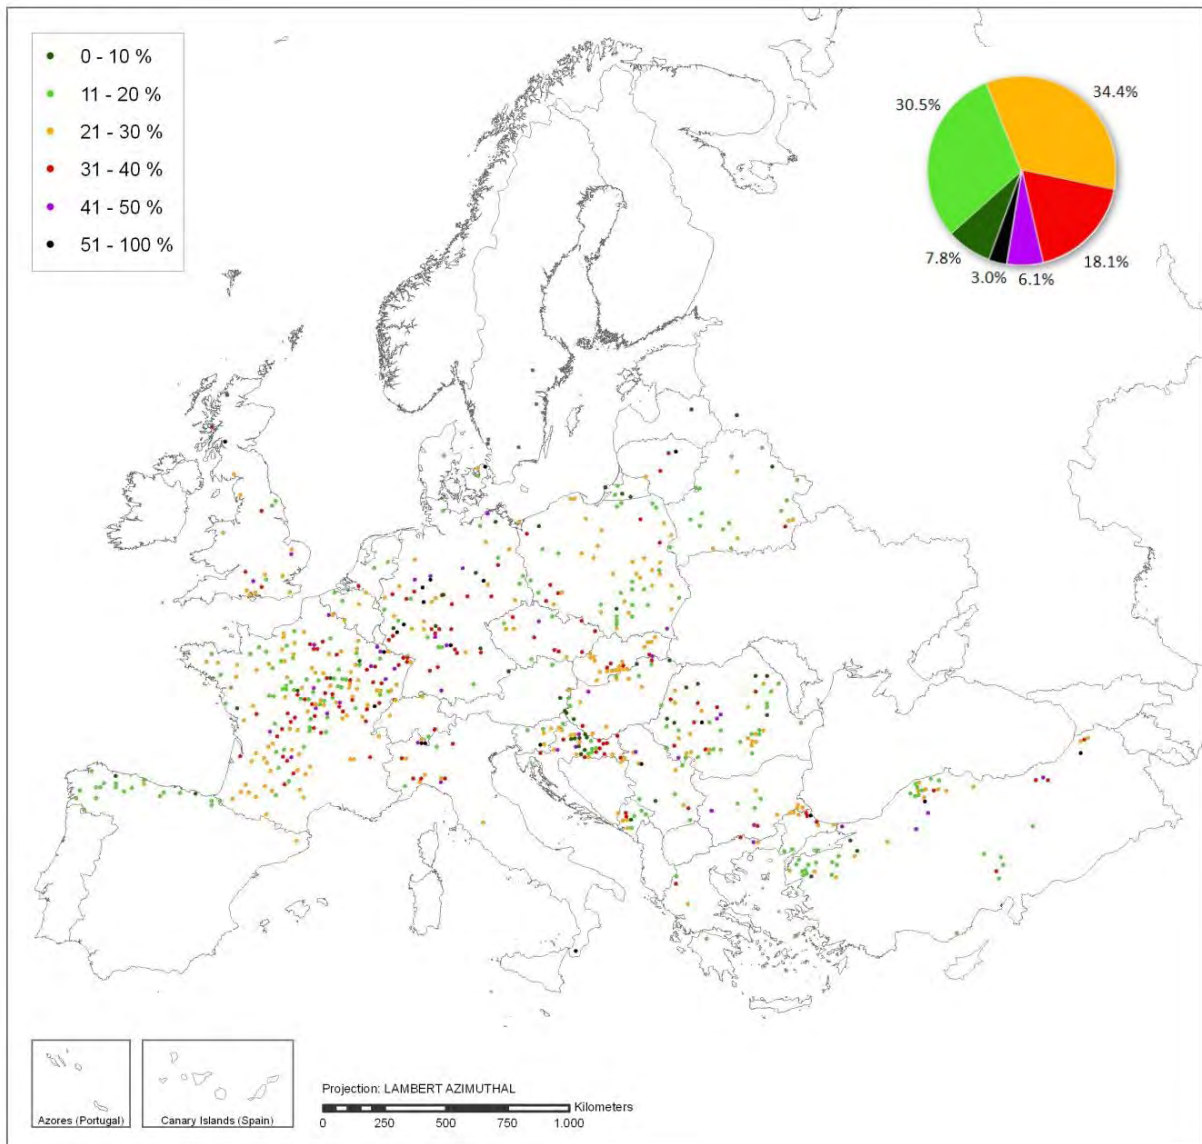 0 - 10 %
11 - 20 %
21 - 30 %
31 - 40 %
41 - 50 %
51 - 100 %
30.5%
34.4%
7.8%
3.0%
6.1%
18.1%
Azores (Portugal)
Canary Islands (Spain)
Projection: LAMBERT AZIMUTHAL
Kilometers
0 250 500 750 1.000